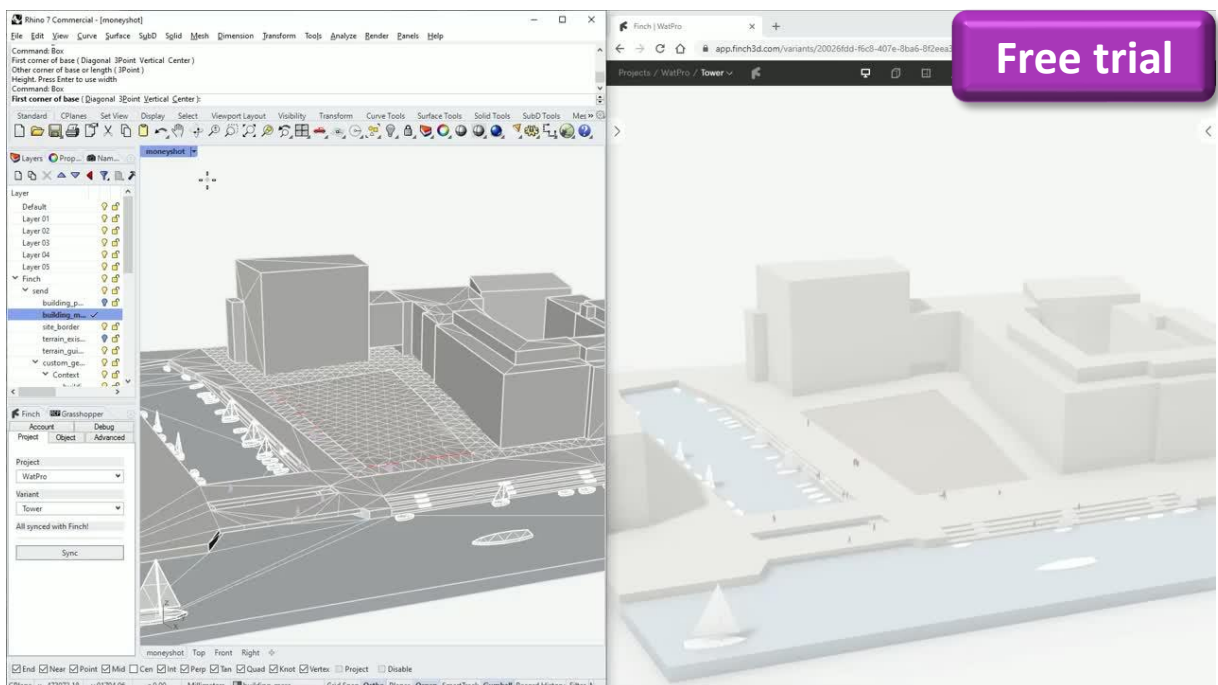 Rhino 7 Commercial - [moneyshot]
File Edit View Curve Surface SubD Solid Mesh Dimension Transform Tools Analyze Render Panels Help
Command: Box
First corner of base ( Diagonal 3Point Vertical Center )
Other corner of base or length ( 3Point )
Height. Press Enter to use width
Command: Box
First corner of base ( Diagonal 3Point Vertical Center ):
Standard CPlanes Set View Display Select Viewport Layout Visibility Transform Curve Tools Surface Tools Solid Tools SubD Tools Mes
Layers Prop... Nam...
Layer
Default
Layer 01
Layer 02
Layer 03
Layer 04
Layer 05
Finch
send
building_p...
building_m...
site_border
terrain_exis...
terrain_gui...
custom_ge...
Context
Finch Grasshopper
Account Debug
Project Object Advanced
Project
WatPro
Variant
Tower
All synced with Finch!
Sync
moneyshot
moneyshot Top Front Right
End Near Point Mid Cen Int Perp Tan Quad Knot Vertex Project Disable
Finch | WatPro
app.finch3d.com/variants/20026fdd-f6c8-407e-8ba6-8f2eea3
Projects / WatPro / Tower
Free trial